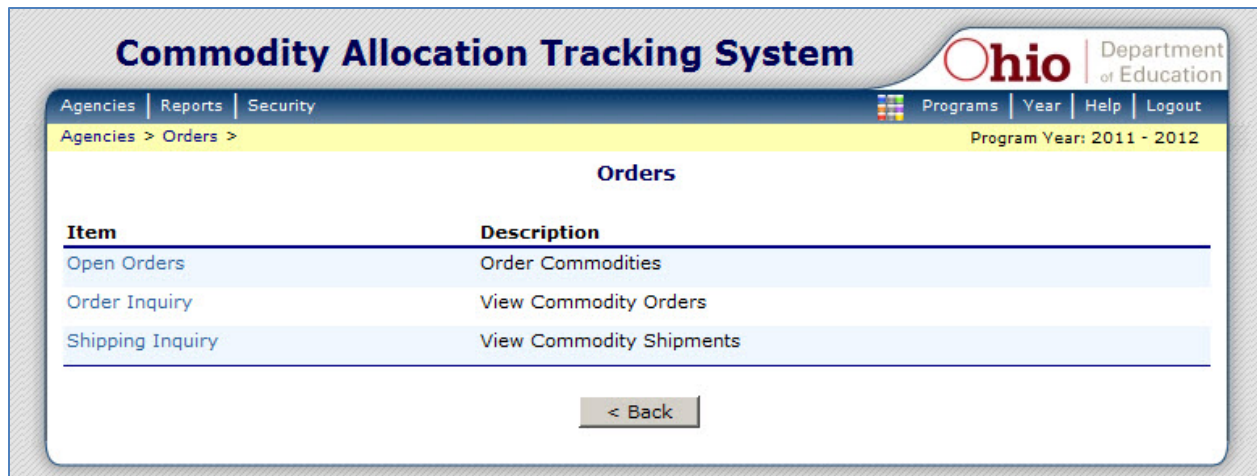 Commodity Allocation Tracking System
Ohio Department of Education
Agencies | Reports | Security Programs | Year | Help | Logout
Agencies > Orders > Program Year: 2011 - 2012
Orders
Item Description
Open Orders Order Commodities
Order Inquiry View Commodity Orders
Shipping Inquiry View Commodity Shipments
< Back